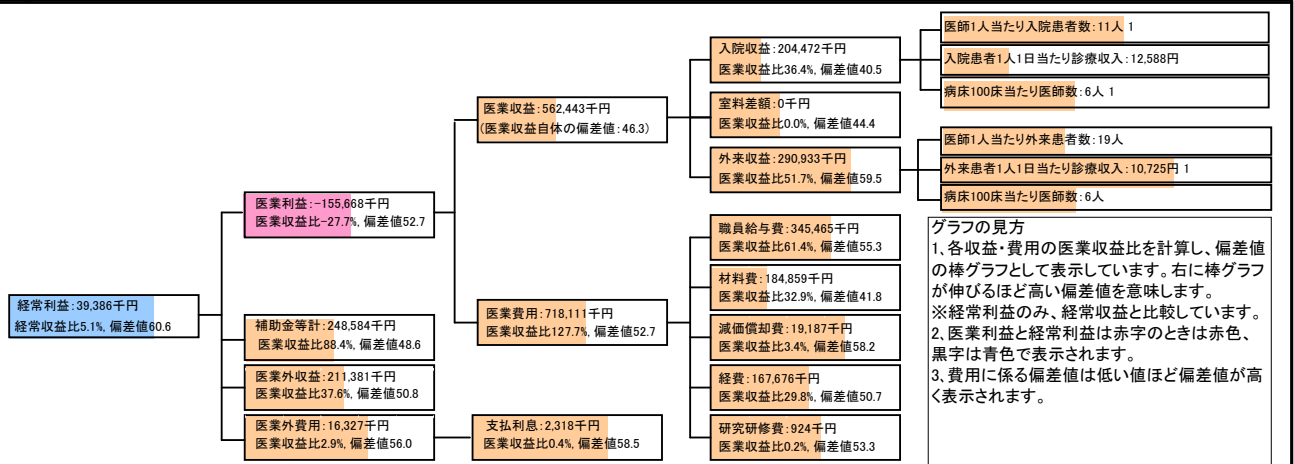 経常利益:39,386千円
経常収益比5.1%, 偏差値60.6
医業利益:-155,668千円
医業収益比-27.7%, 偏差値52.7
補助金等計:248,584千円
医業収益比88.4%, 偏差値48.6
医業外収益:211,381千円
医業収益比37.6%, 偏差値50.8
医業外費用:16,327千円
医業収益比2.9%, 偏差値56.0
支払利息:2,318千円
医業収益比0.4%, 偏差値58.5
医業収益:562,443千円
(医業収益自体の偏差値:46.3)
医業費用:718,111千円
医業収益比127.7%, 偏差値52.7
入院収益:204,472千円
医業収益比36.4%, 偏差値40.5
室料差額:0千円
医業収益比0.0%, 偏差値44.4
外来収益:290,933千円
医業収益比51.7%, 偏差値59.5
職員給与費:345,465千円
医業収益比61.4%, 偏差値55.3
材料費:184,859千円
医業収益比32.9%, 偏差値41.8
減価償却費:19,187千円
医業収益比3.4%, 偏差値58.2
経費:167,676千円
医業収益比29.8%, 偏差値50.7
研究研修費:924千円
医業収益比0.2%, 偏差値53.3
医師1人当たり入院患者数:11人 1
入院患者1人1日当たり診療収入:12,588円
病床100床当たり医師数:6人 1
医師1人当たり外来患者数:19人
外来患者1人1日当たり診療収入:10,725円 1
病床100床当たり医師数:6人
グラフの見方
1、各収益・費用の医業収益比を計算し、偏差値
の棒グラフとして表示しています。右に棒グラフ
が伸びるほど高い偏差値を意味します。
※経常利益のみ、経常収益と比較しています。
2、医業利益と経常利益は赤字のときは赤色、
黒字は青色で表示されます。
3、費用に係る偏差値は低い値ほど偏差値が高
く表示されます。